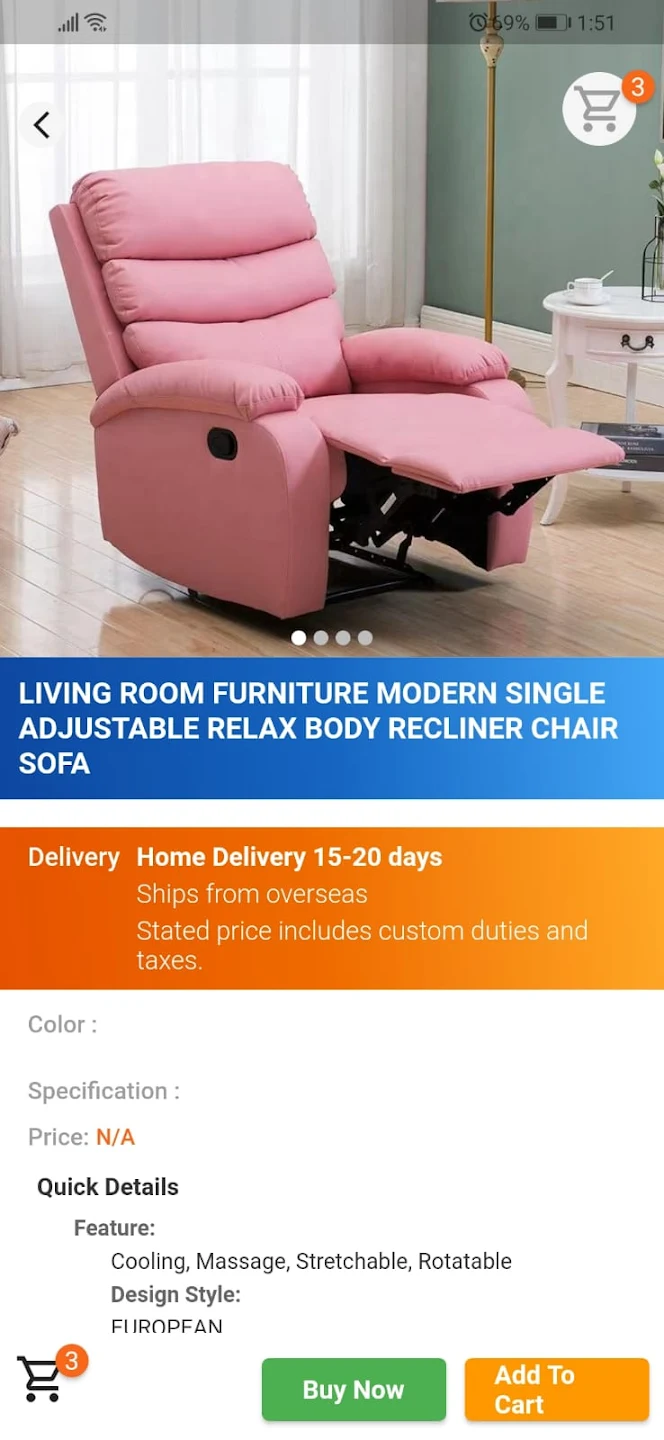 69% 1:51
3
LIVING ROOM FURNITURE MODERN SINGLE
ADJUSTABLE RELAX BODY RECLINER CHAIR
SOFA
Delivery Home Delivery 15-20 days
Ships from overseas
Stated price includes custom duties and
taxes.
Color :
Specification :
Price: N/A
Quick Details
Feature:
Cooling, Massage, Stretchable, Rotatable
Design Style:
EUROPEAN
3
Buy Now
Add To
Cart